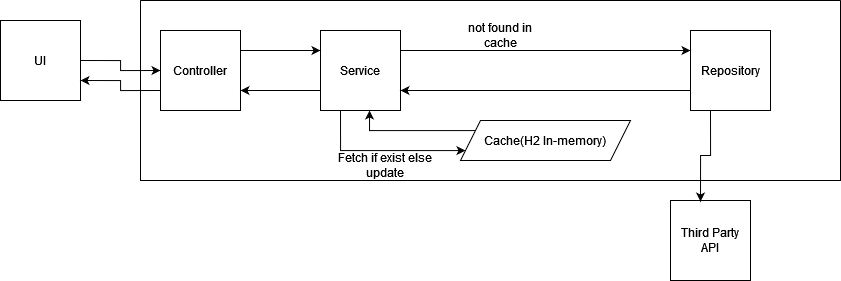 not found in
cache
UI
Controller
Service
Repository
Cache(H2 In-memory)
Fetch if exist else
update
Third Party
API